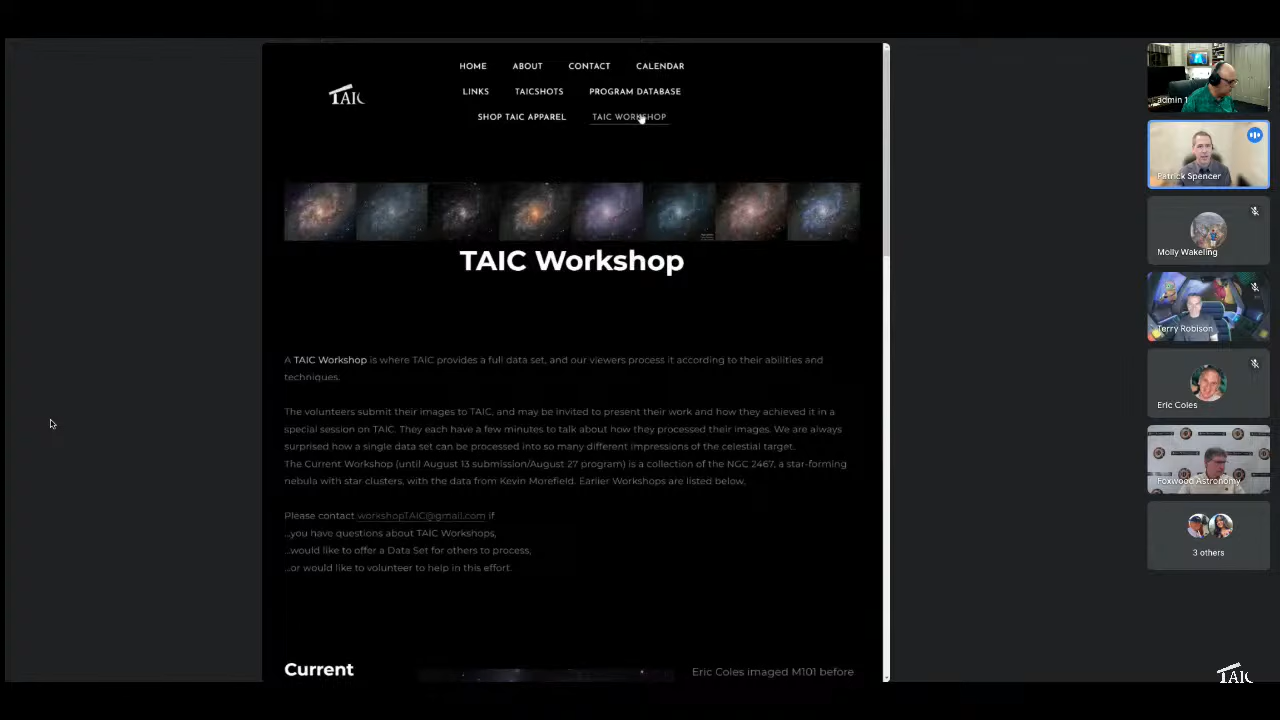 HOME ABOUT CONTACT CALENDAR
TAIC
LINKS TAICSHOTS PROGRAM DATABASE
SHOP TAIC APPAREL TAIC WORKSHOP
TAIC Workshop
A TAIC Workshop is where TAIC provides a full data set, and our viewers process it according to their abilities and
techniques.
The volunteers submit their images to TAIC, and may be invited to present their work and how they achieved it in a
special session on TAIC. They each have a few minutes to talk about how they processed their images. We are always
surprised how a single data set can be processed into so many different impressions of the celestial target.
The Current Workshop (until August 13 submission/August 27 program) is a collection of the NGC 2467, a star-forming
nebula with star clusters, with the data from Kevin Morefield. Earlier Workshops are listed below.
Please contact workshopTAIC@gmail.com if
...you have questions about TAIC Workshops,
...would like to offer a Data Set for others to process,
...or would like to volunteer to help in this effort.
Current
Eric Coles imaged M101 before
admin 1
Patrick Spencer
Molly Wakeling
Terry Robison
Eric Coles
Foxwood Astronomy
3 others
TAIC